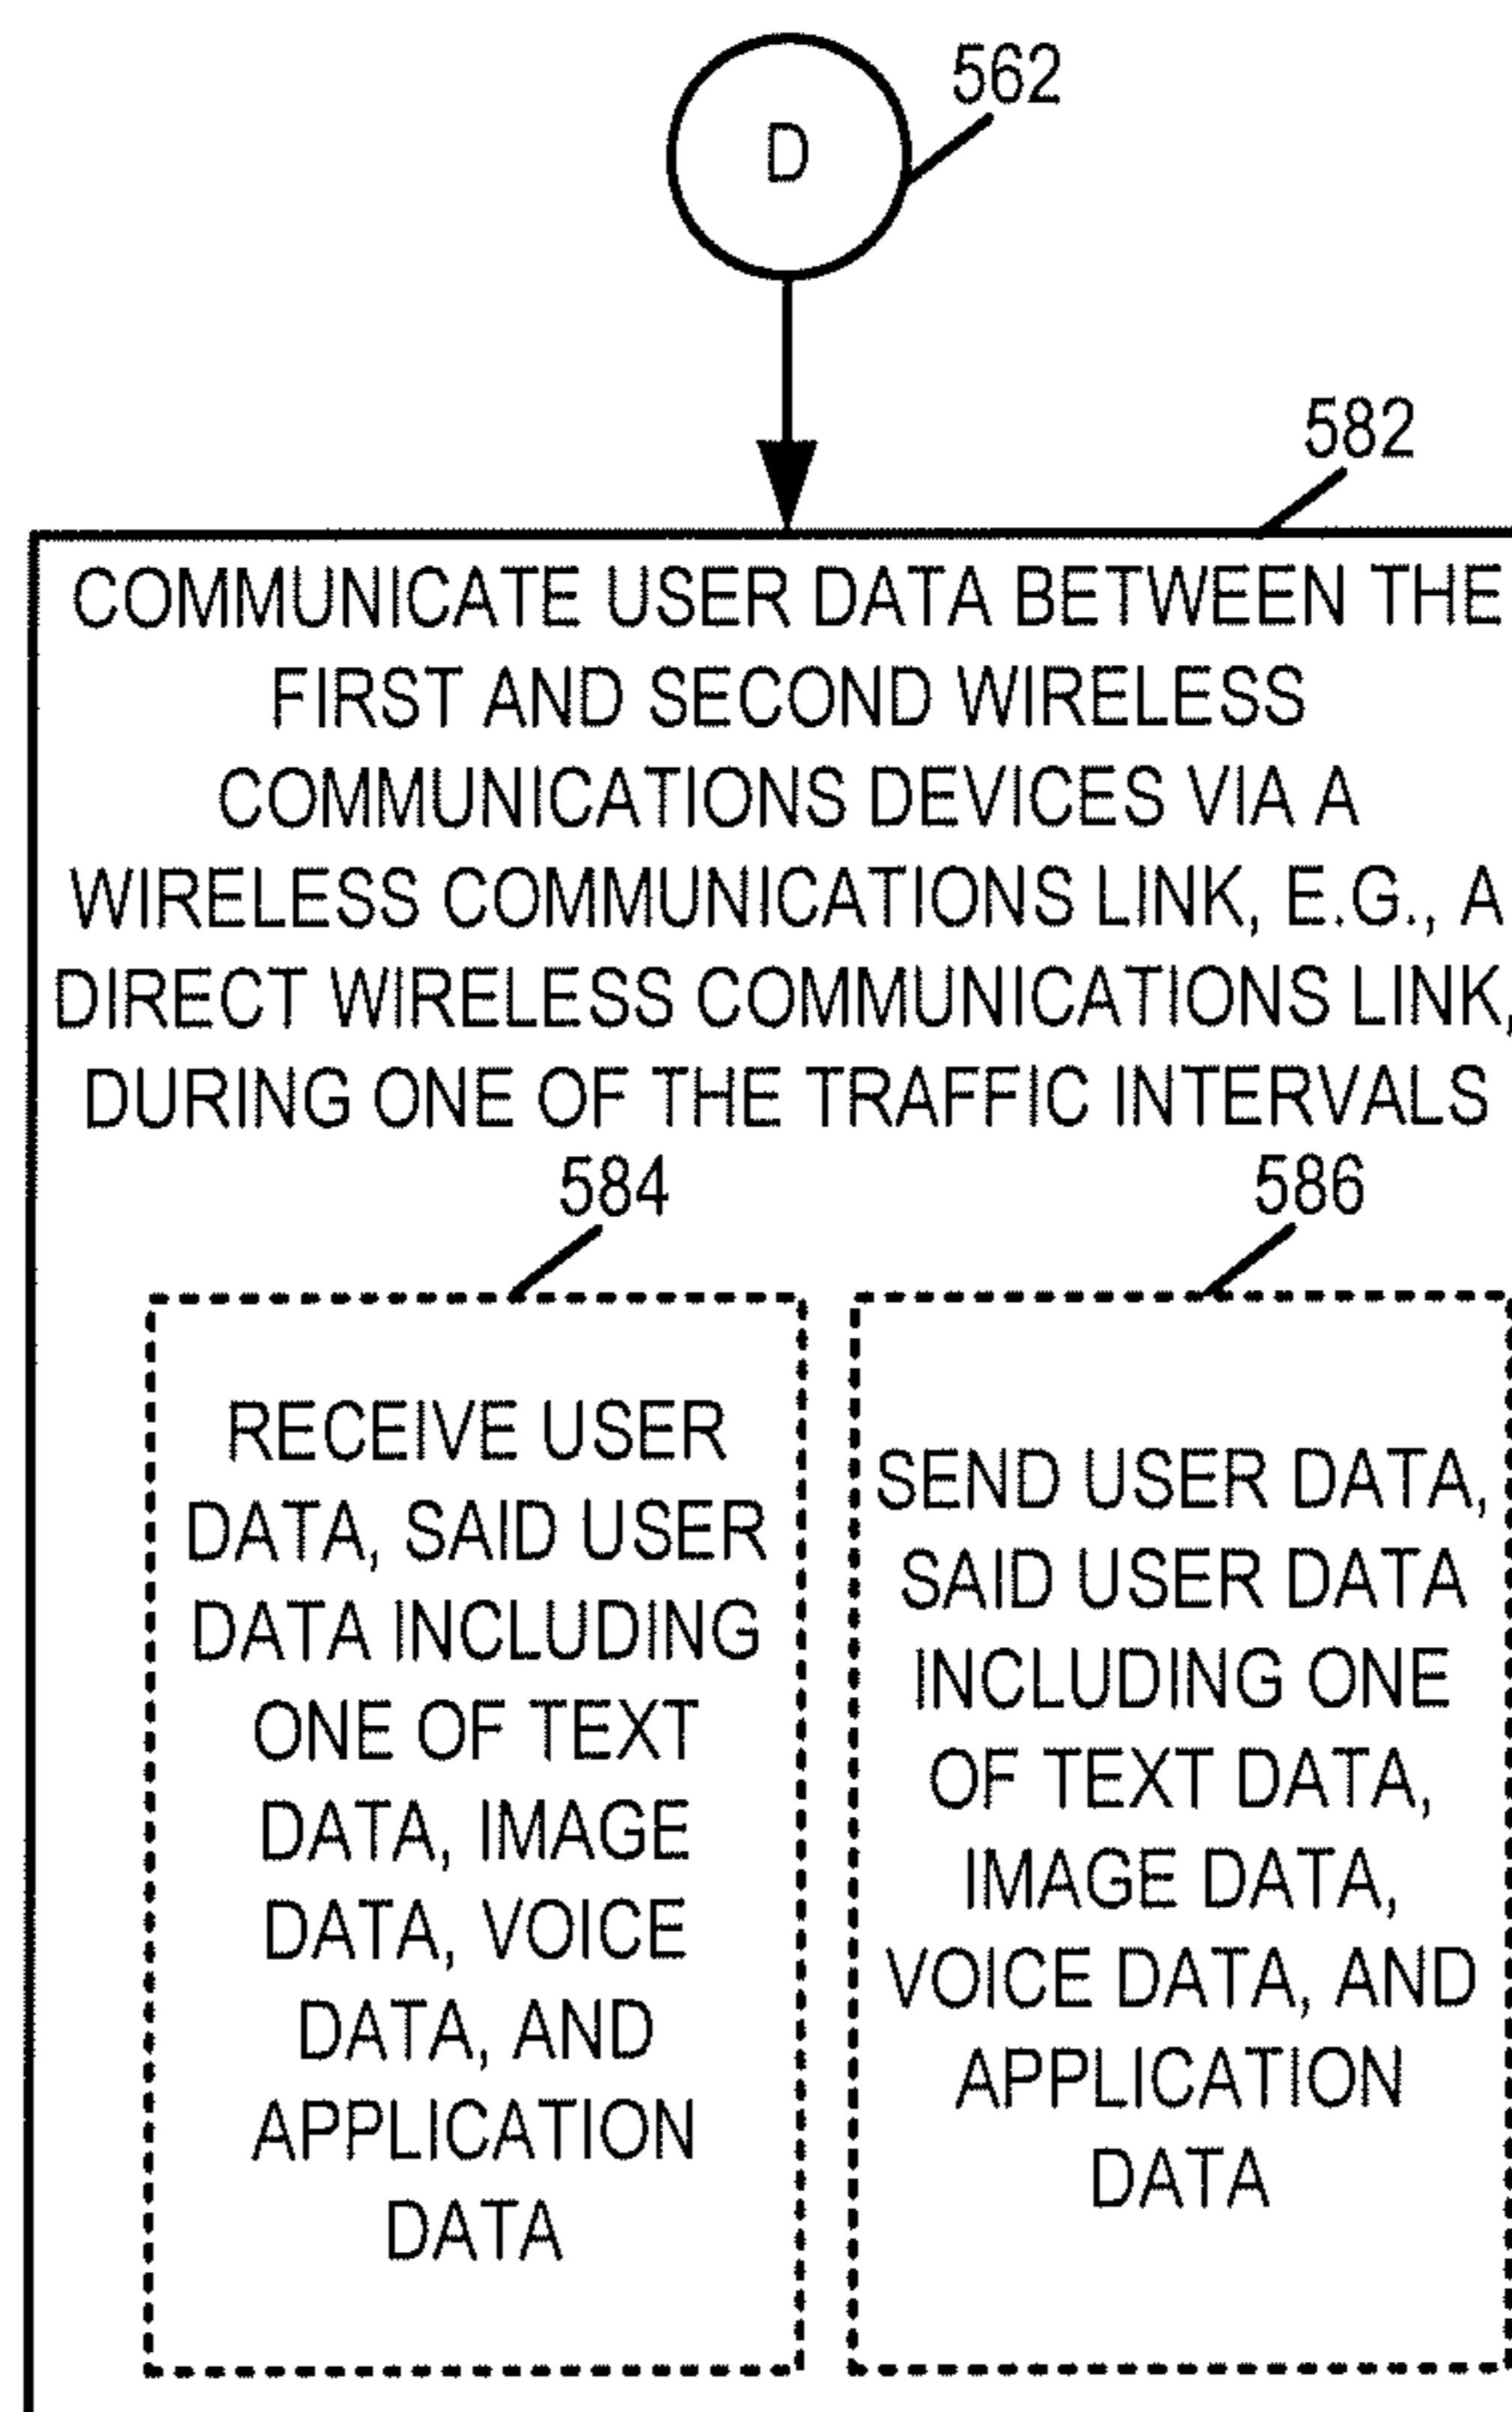 562
D
582
COMMUNICATE USER DATA BETWEEN THE
FIRST AND SECOND WIRELESS
COMMUNICATIONS DEVICES VIA A
WIRELESS COMMUNICATIONS LINK, E.G., A
DIRECT WIRELESS COMMUNICATIONS LINK,
DURING ONE OF THE TRAFFIC INTERVALS
584
RECEIVE USER
DATA, SAID USER
DATA INCLUDING
ONE OF TEXT
DATA, IMAGE
DATA, VOICE
DATA, AND
APPLICATION
DATA
586
SEND USER DATA,
SAID USER DATA
INCLUDING ONE
OF TEXT DATA,
IMAGE DATA,
VOICE DATA, AND
APPLICATION
DATA